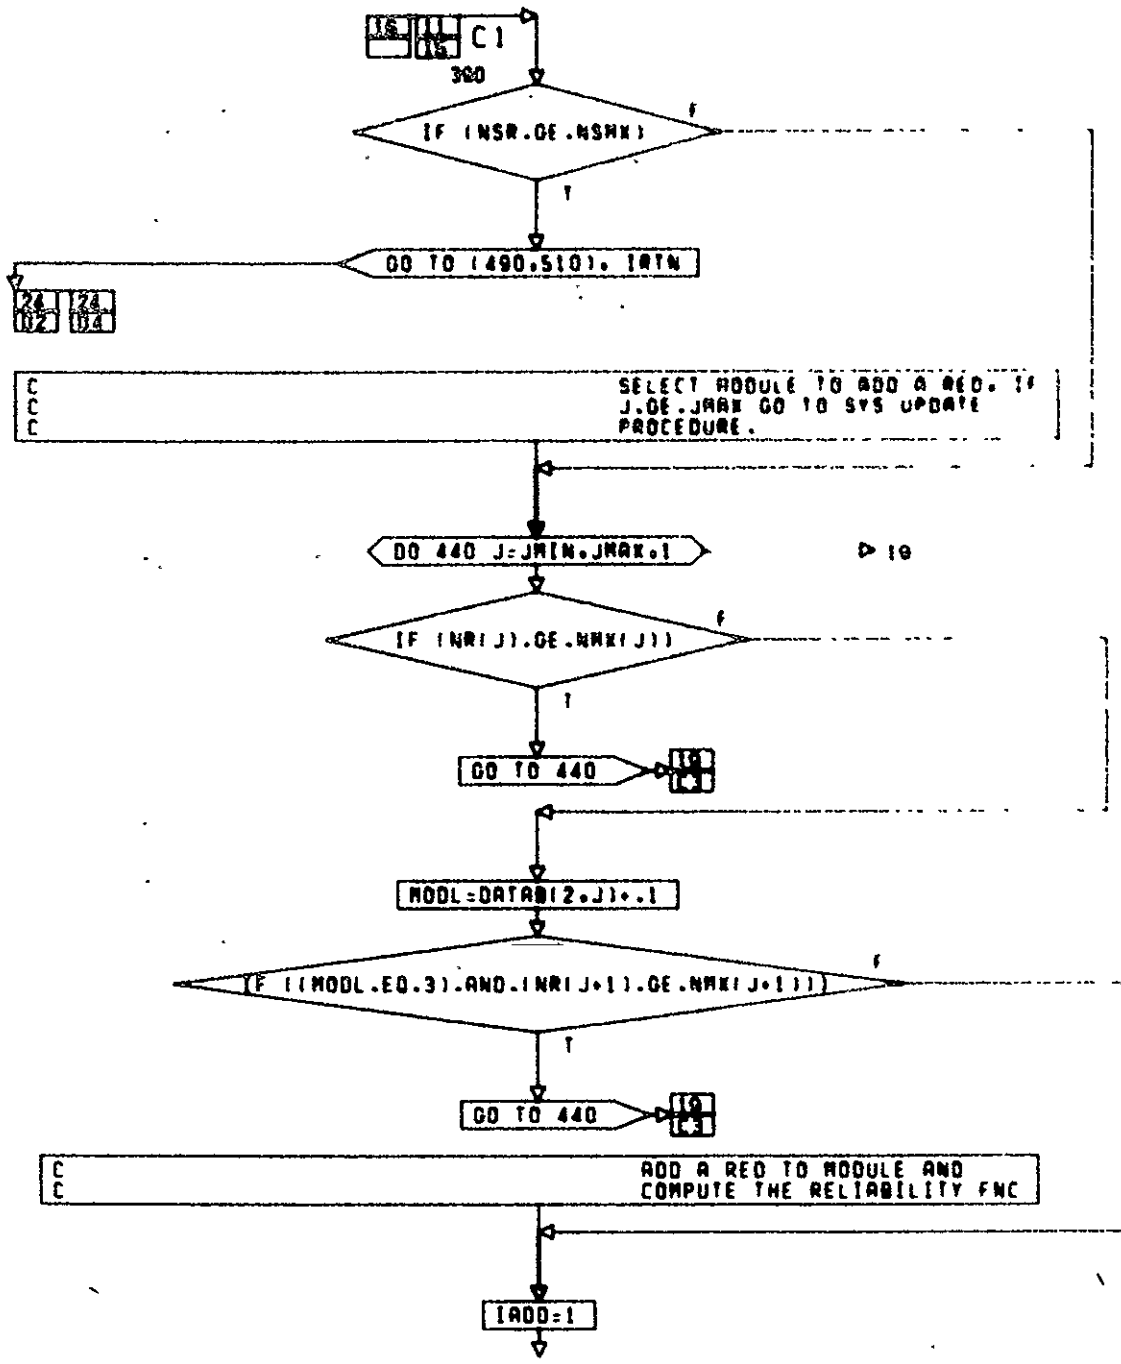 C1
IF (NSR.GE.NSMX)
F
T
GO TO (490,510), IRTN
24 24
D2 D4
C SELECT MODULE TO ADD A RED. IF
C J.GE.JMAX GO TO SYS UPDATE
C PROCEDURE.
DO 440 J=JMIN,JMAX,1
19
IF (NR(J).GE.NMX(J))
F
T
GO TO 440
19
MODL=DATAB(2,J)+.1
IF ((MODL.EQ.3).AND.(NR(J+1).GE.NMX(J+1)))
F
T
GO TO 440
19
C ADD A RED TO MODULE AND
C COMPUTE THE RELIABILITY FNC
IADD=1